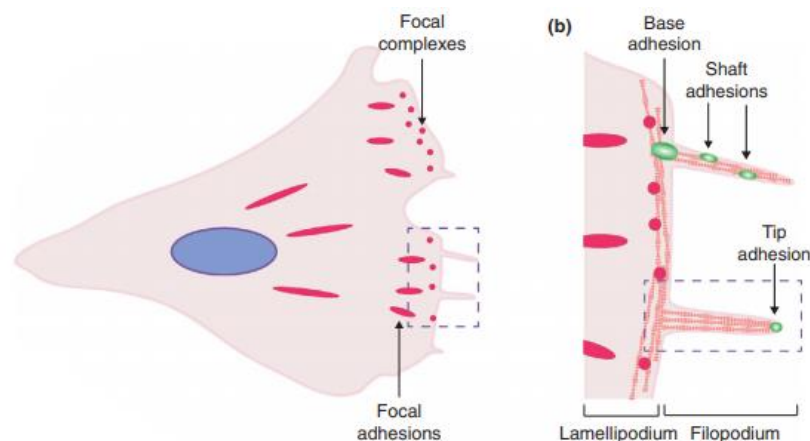 Focal
complexes
Focal
adhesions
(b)
Base
adhesion
Shaft
adhesions
Tip
adhesion
Lamellipodium
Filopodium